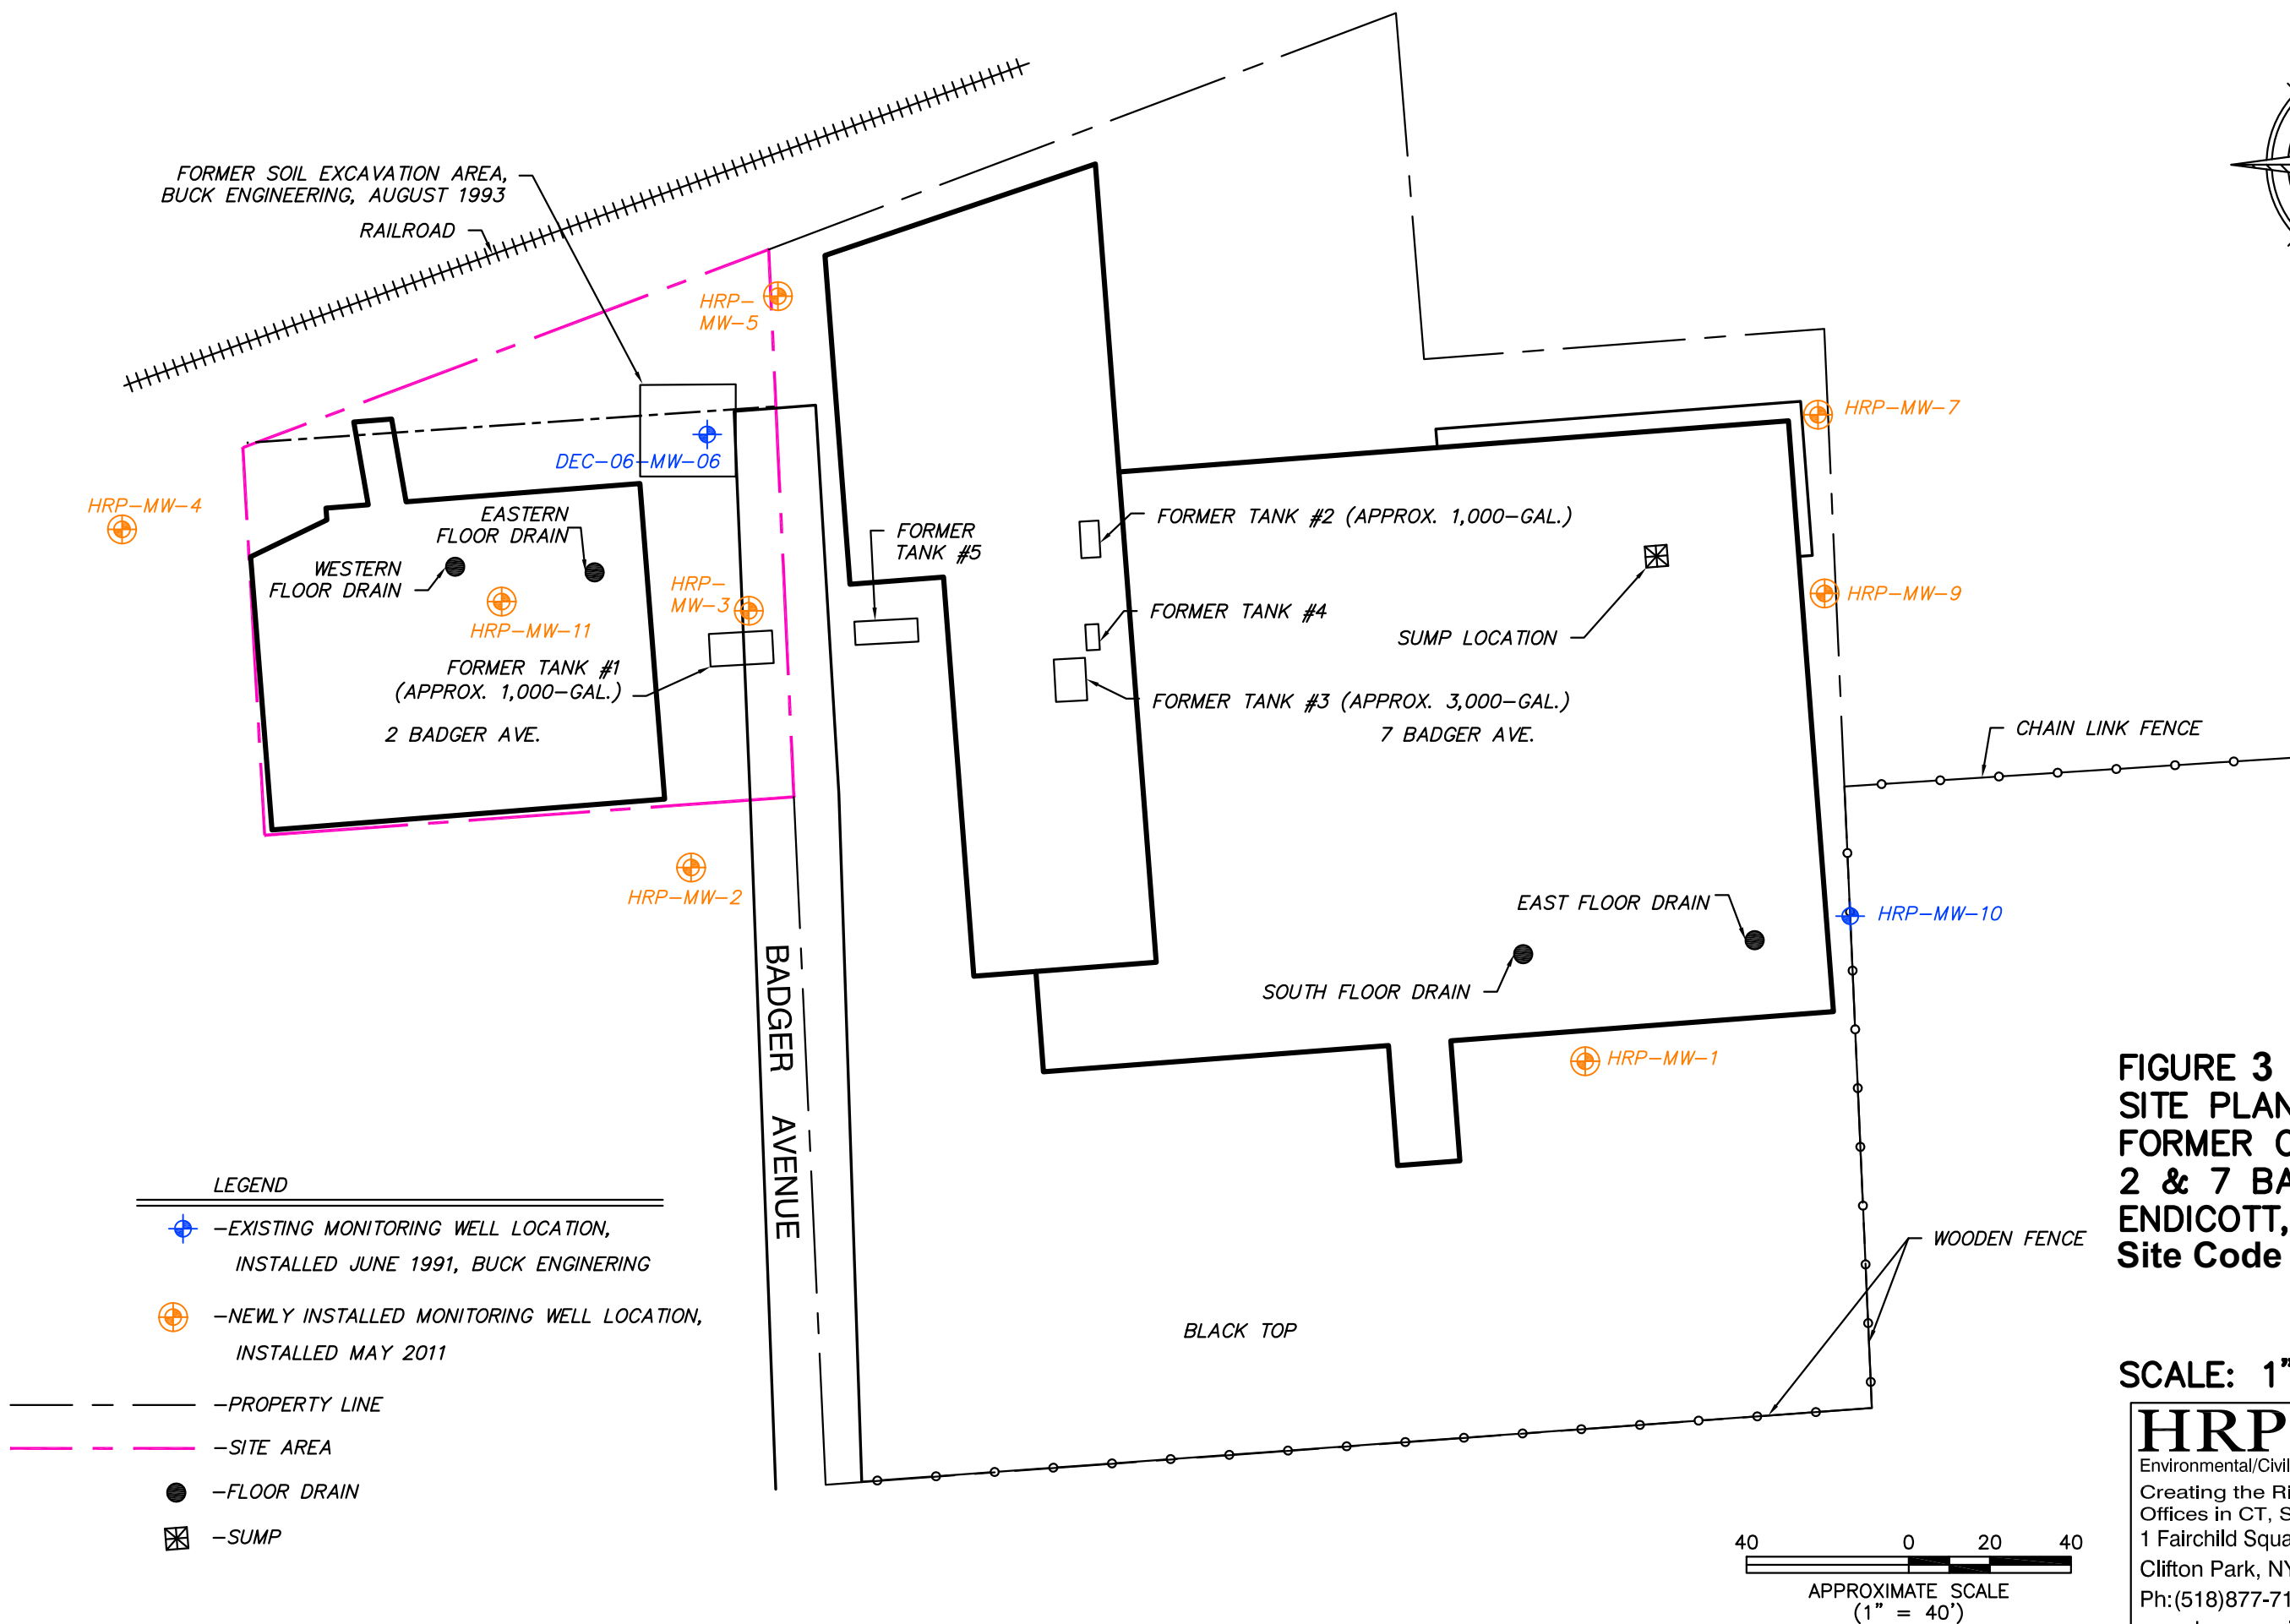 FORMER SOIL EXCAVATION AREA,
BUCK ENGINEERING, AUGUST 1993
RAILROAD
HRP-
MW-5
HRP-MW-7
DEC-06-MW-06
HRP-MW-4
EASTERN
FLOOR DRAIN
FORMER
TANK #5
FORMER TANK #2 (APPROX. 1,000-GAL.)
WESTERN
FLOOR DRAIN
HRP-
MW-3
HRP-MW-9
HRP-MW-11
FORMER TANK #4
SUMP LOCATION
FORMER TANK #1
(APPROX. 1,000-GAL.)
FORMER TANK #3 (APPROX. 3,000-GAL.)
2 BADGER AVE.
7 BADGER AVE.
CHAIN LINK FENCE
HRP-MW-2
EAST FLOOR DRAIN
HRP-MW-10
SOUTH FLOOR DRAIN
HRP-MW-1
BADGER AVENUE
WOODEN FENCE
BLACK TOP
LEGEND
-EXISTING MONITORING WELL LOCATION,
INSTALLED JUNE 1991, BUCK ENGINERING
-NEWLY INSTALLED MONITORING WELL LOCATION,
INSTALLED MAY 2011
-PROPERTY LINE
-SITE AREA
-FLOOR DRAIN
-SUMP
FIGURE 3
SITE PLAN
FORMER
2 & 7 BA
ENDICOTT,
Site Code
SCALE: 1"
HRP
Environmental/Civil
Creating the Ri
Offices in CT, S
1 Fairchild Squa
Clifton Park, NY
Ph:(518)877-71
40 0 20 40
APPROXIMATE SCALE
(1" = 40')